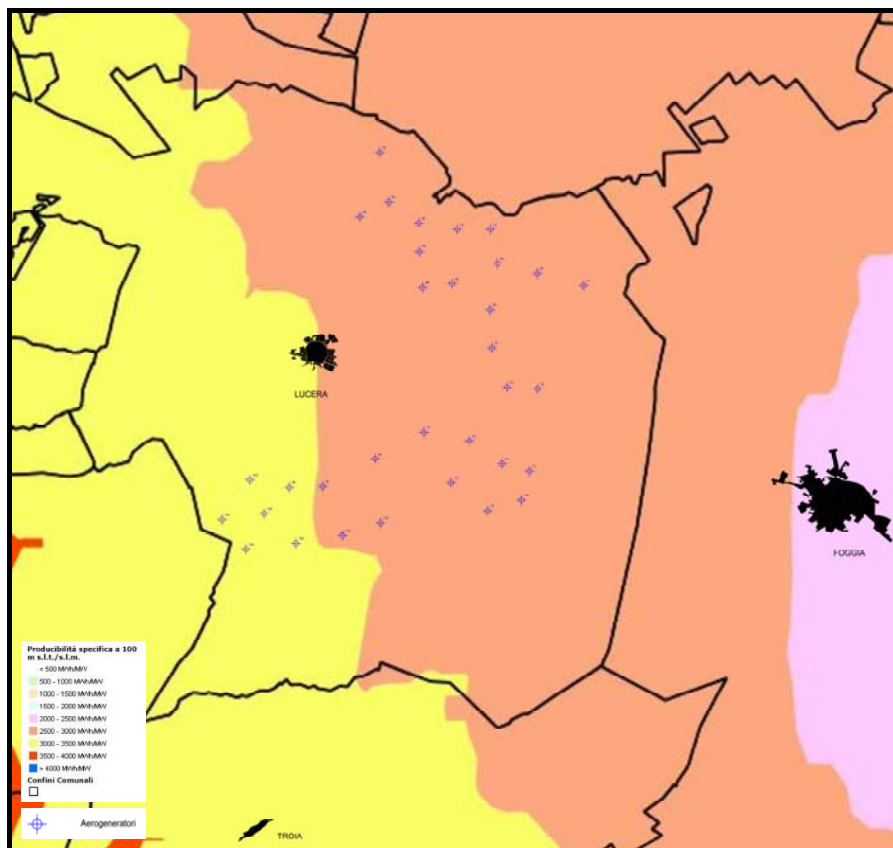 LUCERA
FOGGIA
TROIA
Producibilità specifica a 100
m s.l.t./s.l.m.
< 500 MWh/MW
500 - 1000 MWh/MW
1000 - 1500 MWh/MW
1500 - 2000 MWh/MW
2000 - 2500 MWh/MW
2500 - 3000 MWh/MW
3000 - 3500 MWh/MW
3500 - 4000 MWh/MW
> 4000 MWh/MW
Confini Comunali
Aerogeneratori